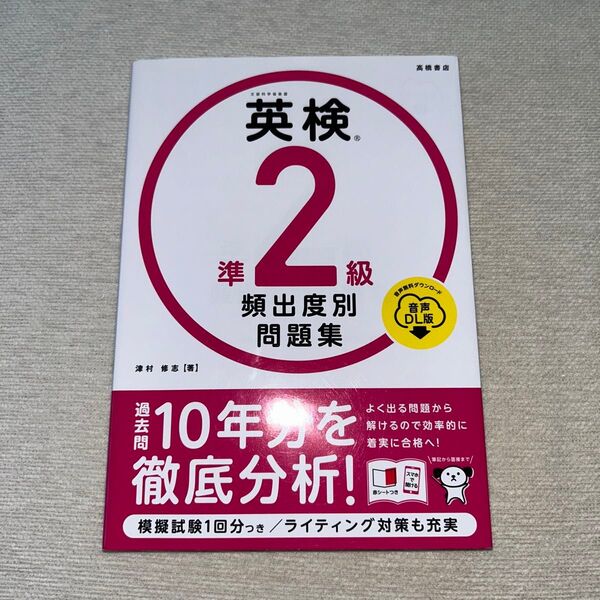 高橋書店
文部科学省後援
英検®
準2級
頻出度別
問題集
音声無料ダウンロード
音声
DL版
津村 修志【著】
過去問
10年分を
徹底分析!
よく出る問題から
解けるので効率的に
着実に合格へ!
赤シートつき
スマホで聞ける
筆記から面接まで
模擬試験1回分つき/ライティング対策も充実